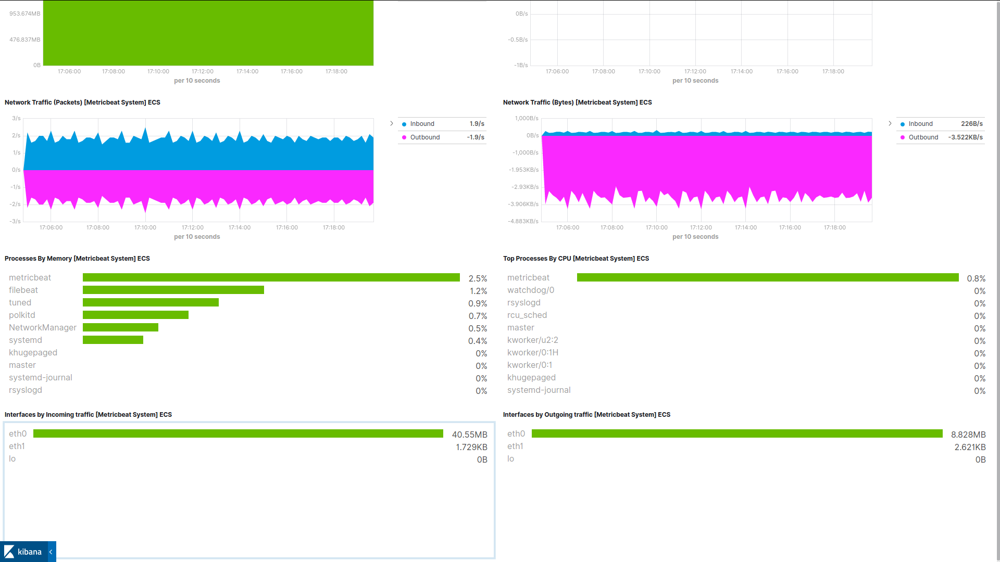 953.674MB
476.837MB
0B
17:06:00 17:08:00 17:10:00 17:12:00 17:14:00 17:16:00 17:18:00
per 10 seconds
0B/s
-0.5B/s
-1B/s
17:06:00 17:08:00 17:10:00 17:12:00 17:14:00 17:16:00 17:18:00
per 10 seconds
Network Traffic (Packets) [Metricbeat System] ECS
3/s
2/s
1/s
0/s
-1/s
-2/s
-3/s
17:06:00 17:08:00 17:10:00 17:12:00 17:14:00 17:16:00 17:18:00
per 10 seconds
Inbound 1.9/s
Outbound -1.9/s
Network Traffic (Bytes) [Metricbeat System] ECS
1,000B/s
0B/s
-1,000B/s
-1.953KB/s
-2.93KB/s
-3.906KB/s
-4.883KB/s
17:06:00 17:08:00 17:10:00 17:12:00 17:14:00 17:16:00 17:18:00
per 10 seconds
Inbound 226B/s
Outbound -3.522KB/s
Processes By Memory [Metricbeat System] ECS
metricbeat 2.5%
filebeat 1.2%
tuned 0.9%
polkitd 0.7%
NetworkManager 0.5%
systemd 0.4%
khugepaged 0%
master 0%
systemd-journal 0%
rsyslogd 0%
Top Processes By CPU [Metricbeat System] ECS
metricbeat 0.8%
watchdog/0 0%
rsyslogd 0%
rcu_sched 0%
master 0%
kworker/u2:2 0%
kworker/0:1H 0%
kworker/0:1 0%
khugepaged 0%
systemd-journal 0%
Interfaces by Incoming traffic [Metricbeat System] ECS
eth0 40.55MB
eth1 1.729KB
lo 0B
Interfaces by Outgoing traffic [Metricbeat System] ECS
eth0 8.828MB
eth1 2.621KB
lo 0B
kibana